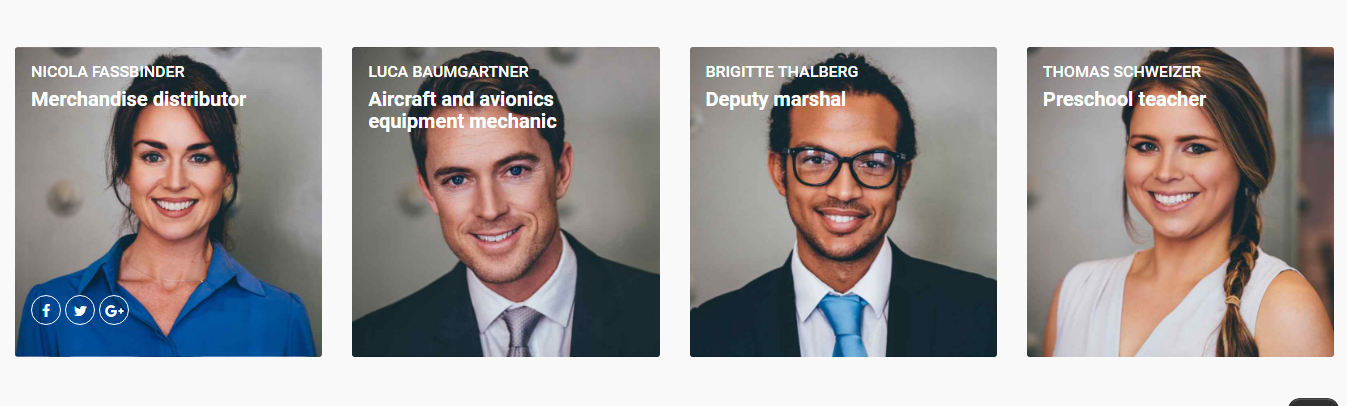 NICOLA FASSBINDER
Merchandise distributor
LUCA BAUMGARTNER
Aircraft and avionics
equipment mechanic
BRIGITTE THALBERG
Deputy marshal
THOMAS SCHWEIZER
Preschool teacher
f
G+